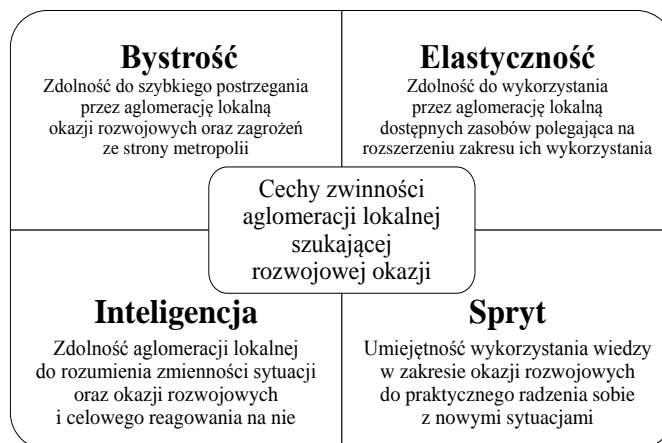 Bystrość
Zdolność do szybkiego postrzegania
przez aglomerację lokalną
okazji rozwojowych oraz zagrożeń
ze strony metropolii
Elastyczność
Zdolność do wykorzystania
przez aglomerację lokalną
dostępnych zasobów polegająca na
rozszerzeniu zakresu ich wykorzystania
Cechy zwinności
aglomeracji lokalnej
szukającej
rozwojowej okazji
Inteligencja
Zdolność aglomeracji lokalnej
do rozumienia zmienności sytuacji
oraz okazji rozwojowych
i celowego reagowania na nie
Spryt
Umiejętność wykorzystania wiedzy
w zakresie okazji rozwojowych
do praktycznego radzenia sobie
z nowymi sytuacjami